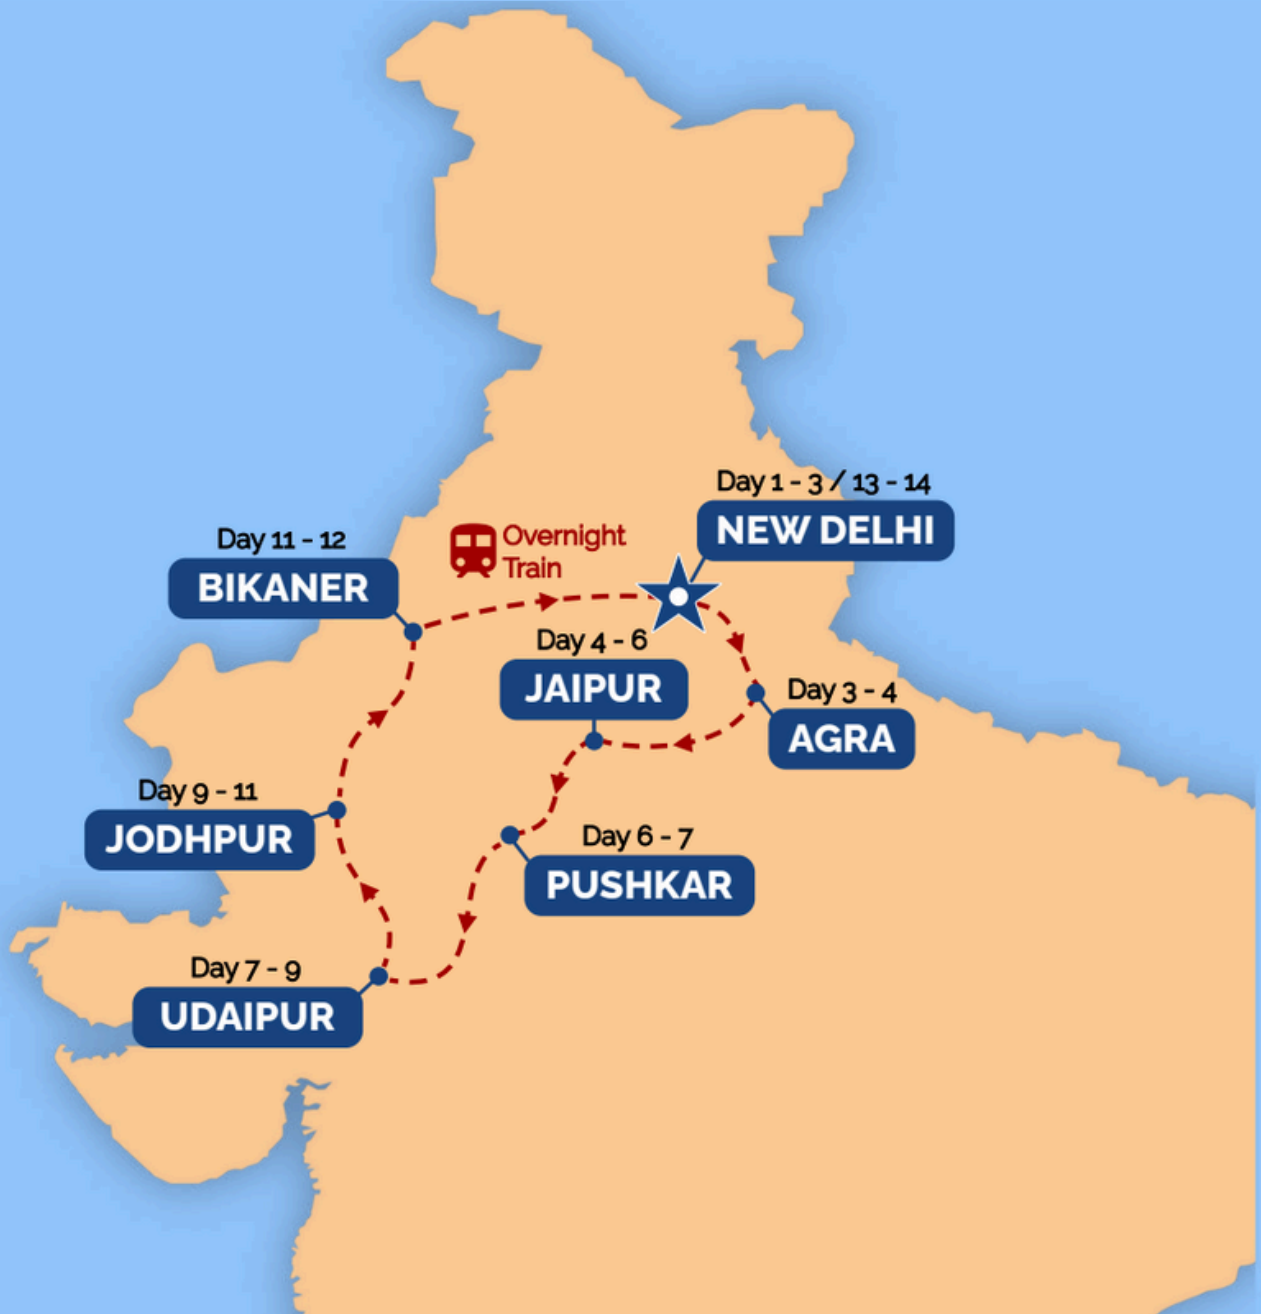 Day 1 - 3 / 13 - 14
NEW DELHI
Overnight
Train
Day 11 - 12
BIKANER
Day 4 - 6
JAIPUR
Day 3 - 4
AGRA
Day 9 - 11
JODHPUR
Day 6 - 7
PUSHKAR
Day 7 - 9
UDAIPUR